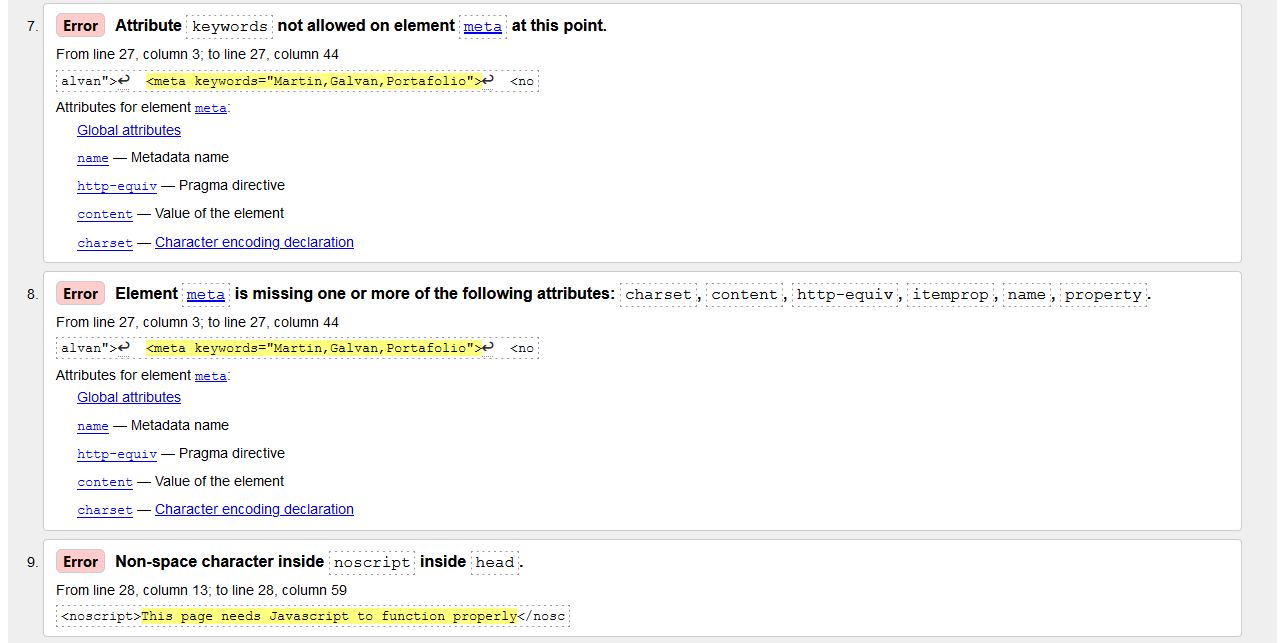 7. Error Attribute keywords not allowed on element meta at this point.
From line 27, column 3; to line 27, column 44
alvan">↩ <meta keywords="Martin,Galvan,Portafolio">↩ <no
Attributes for element meta:
Global attributes
name — Metadata name
http-equiv — Pragma directive
content — Value of the element
charset — Character encoding declaration
8. Error Element meta is missing one or more of the following attributes: charset, content, http-equiv, itemprop, name, property.
From line 27, column 3; to line 27, column 44
alvan">↩ <meta keywords="Martin,Galvan,Portafolio">↩ <no
Attributes for element meta:
Global attributes
name — Metadata name
http-equiv — Pragma directive
content — Value of the element
charset — Character encoding declaration
9. Error Non-space character inside noscript inside head.
From line 28, column 13; to line 28, column 59
<noscript>This page needs Javascript to function properly</nosc